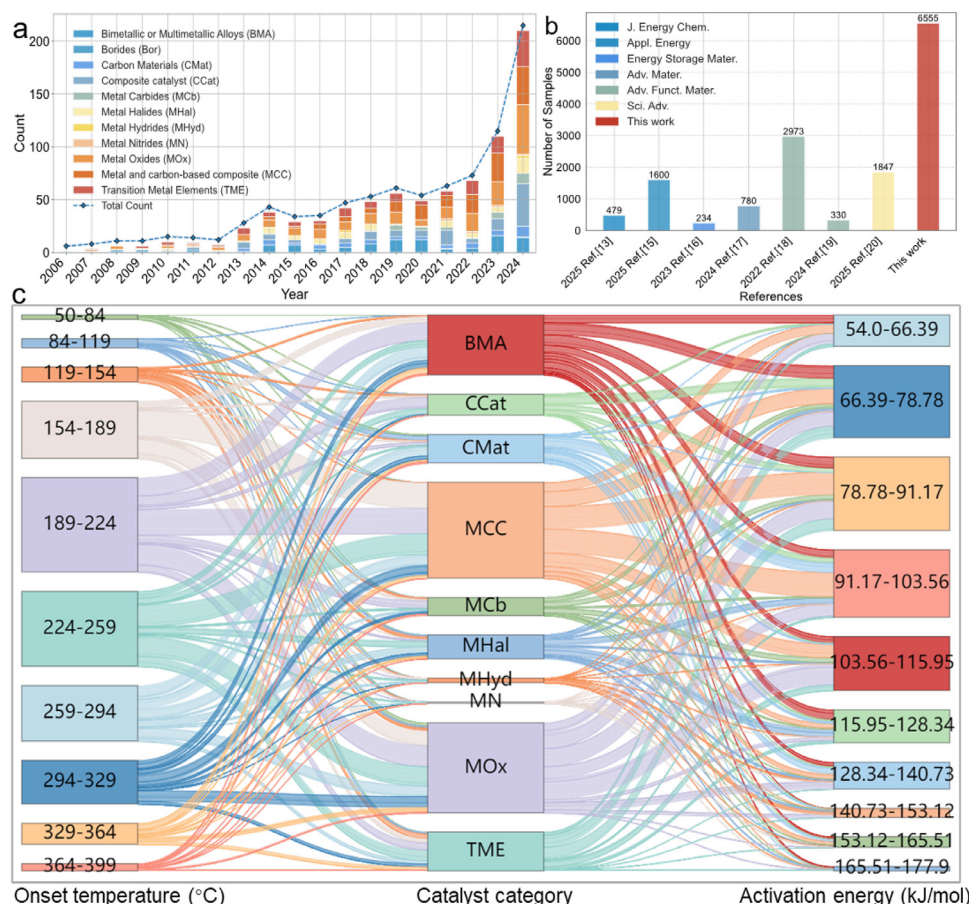 a
200
150
100
50
0
Count
Bimetallic or Multimetallic Alloys (BMA)
Borides (Bor)
Carbon Materials (CMat)
Composite catalyst (CCat)
Metal Carbides (MCb)
Metal Halides (MHal)
Metal Hydrides (MHyd)
Metal Nitrides (MN)
Metal Oxides (MOx)
Metal and carbon-based composite (MCC)
Transition Metal Elements (TME)
Total Count
2006
2007
2008
2009
2010
2011
2012
2013
2014
2015
2016
2017
2018
2019
2020
2021
2022
2023
2024
Year
b
6000
5000
4000
3000
2000
1000
0
Number of Samples
J. Energy Chem.
Appl. Energy
Energy Storage Mater.
Adv. Mater.
Adv. Funct. Mater.
Sci. Adv.
This work
479
1600
234
780
2973
330
1847
6555
2025 Ref.[13]
2025 Ref.[15]
2023 Ref.[16]
2024 Ref.[17]
2022 Ref.[18]
2024 Ref.[19]
2025 Ref.[20]
This work
References
c
50-84
84-119
119-154
154-189
189-224
224-259
259-294
294-329
329-364
364-399
Onset temperature (°C)
BMA
CCat
CMat
MCC
MCb
MHal
MHyd
MN
MOx
TME
Catalyst category
54.0-66.39
66.39-78.78
78.78-91.17
91.17-103.56
103.56-115.95
115.95-128.34
128.34-140.73
140.73-153.12
153.12-165.51
165.51-177.9
Activation energy (kJ/mol)